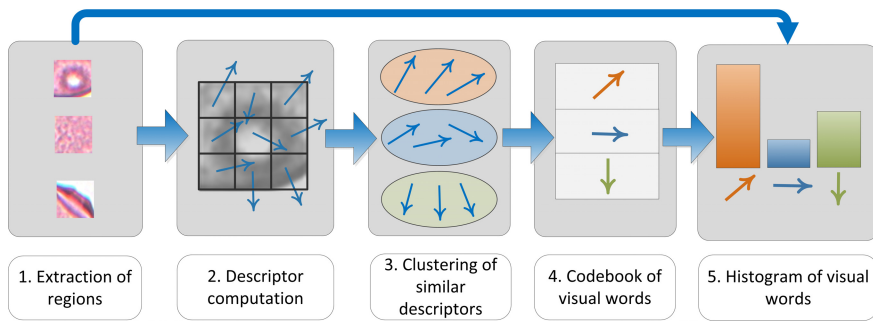 1. Extraction of
regions
2. Descriptor
computation
3. Clustering of
similar
descriptors
4. Codebook of
visual words
5. Histogram of visual
words